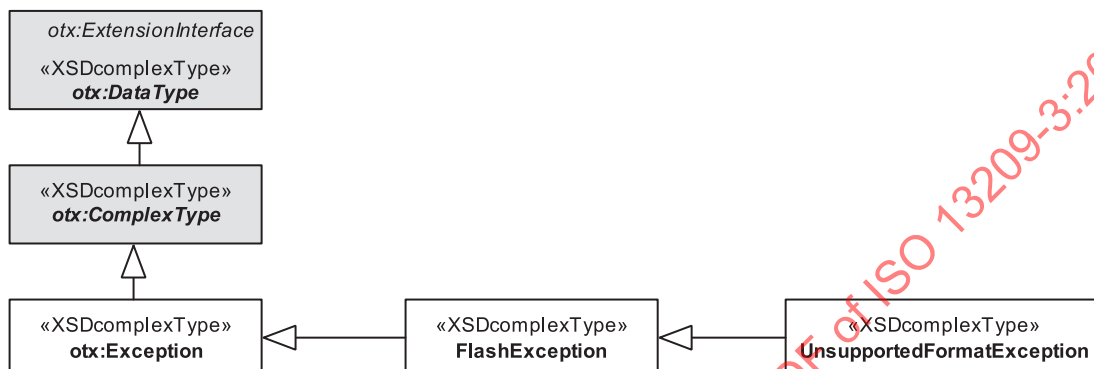 otx:ExtensionInterface
«XSDcomplexType»
otx:DataType
«XSDcomplexType»
otx:ComplexType
«XSDcomplexType»
otx:Exception
«XSDcomplexType»
FlashException
«XSDcomplexType»
UnsupportedFormatException
of ISO 13209-3:20